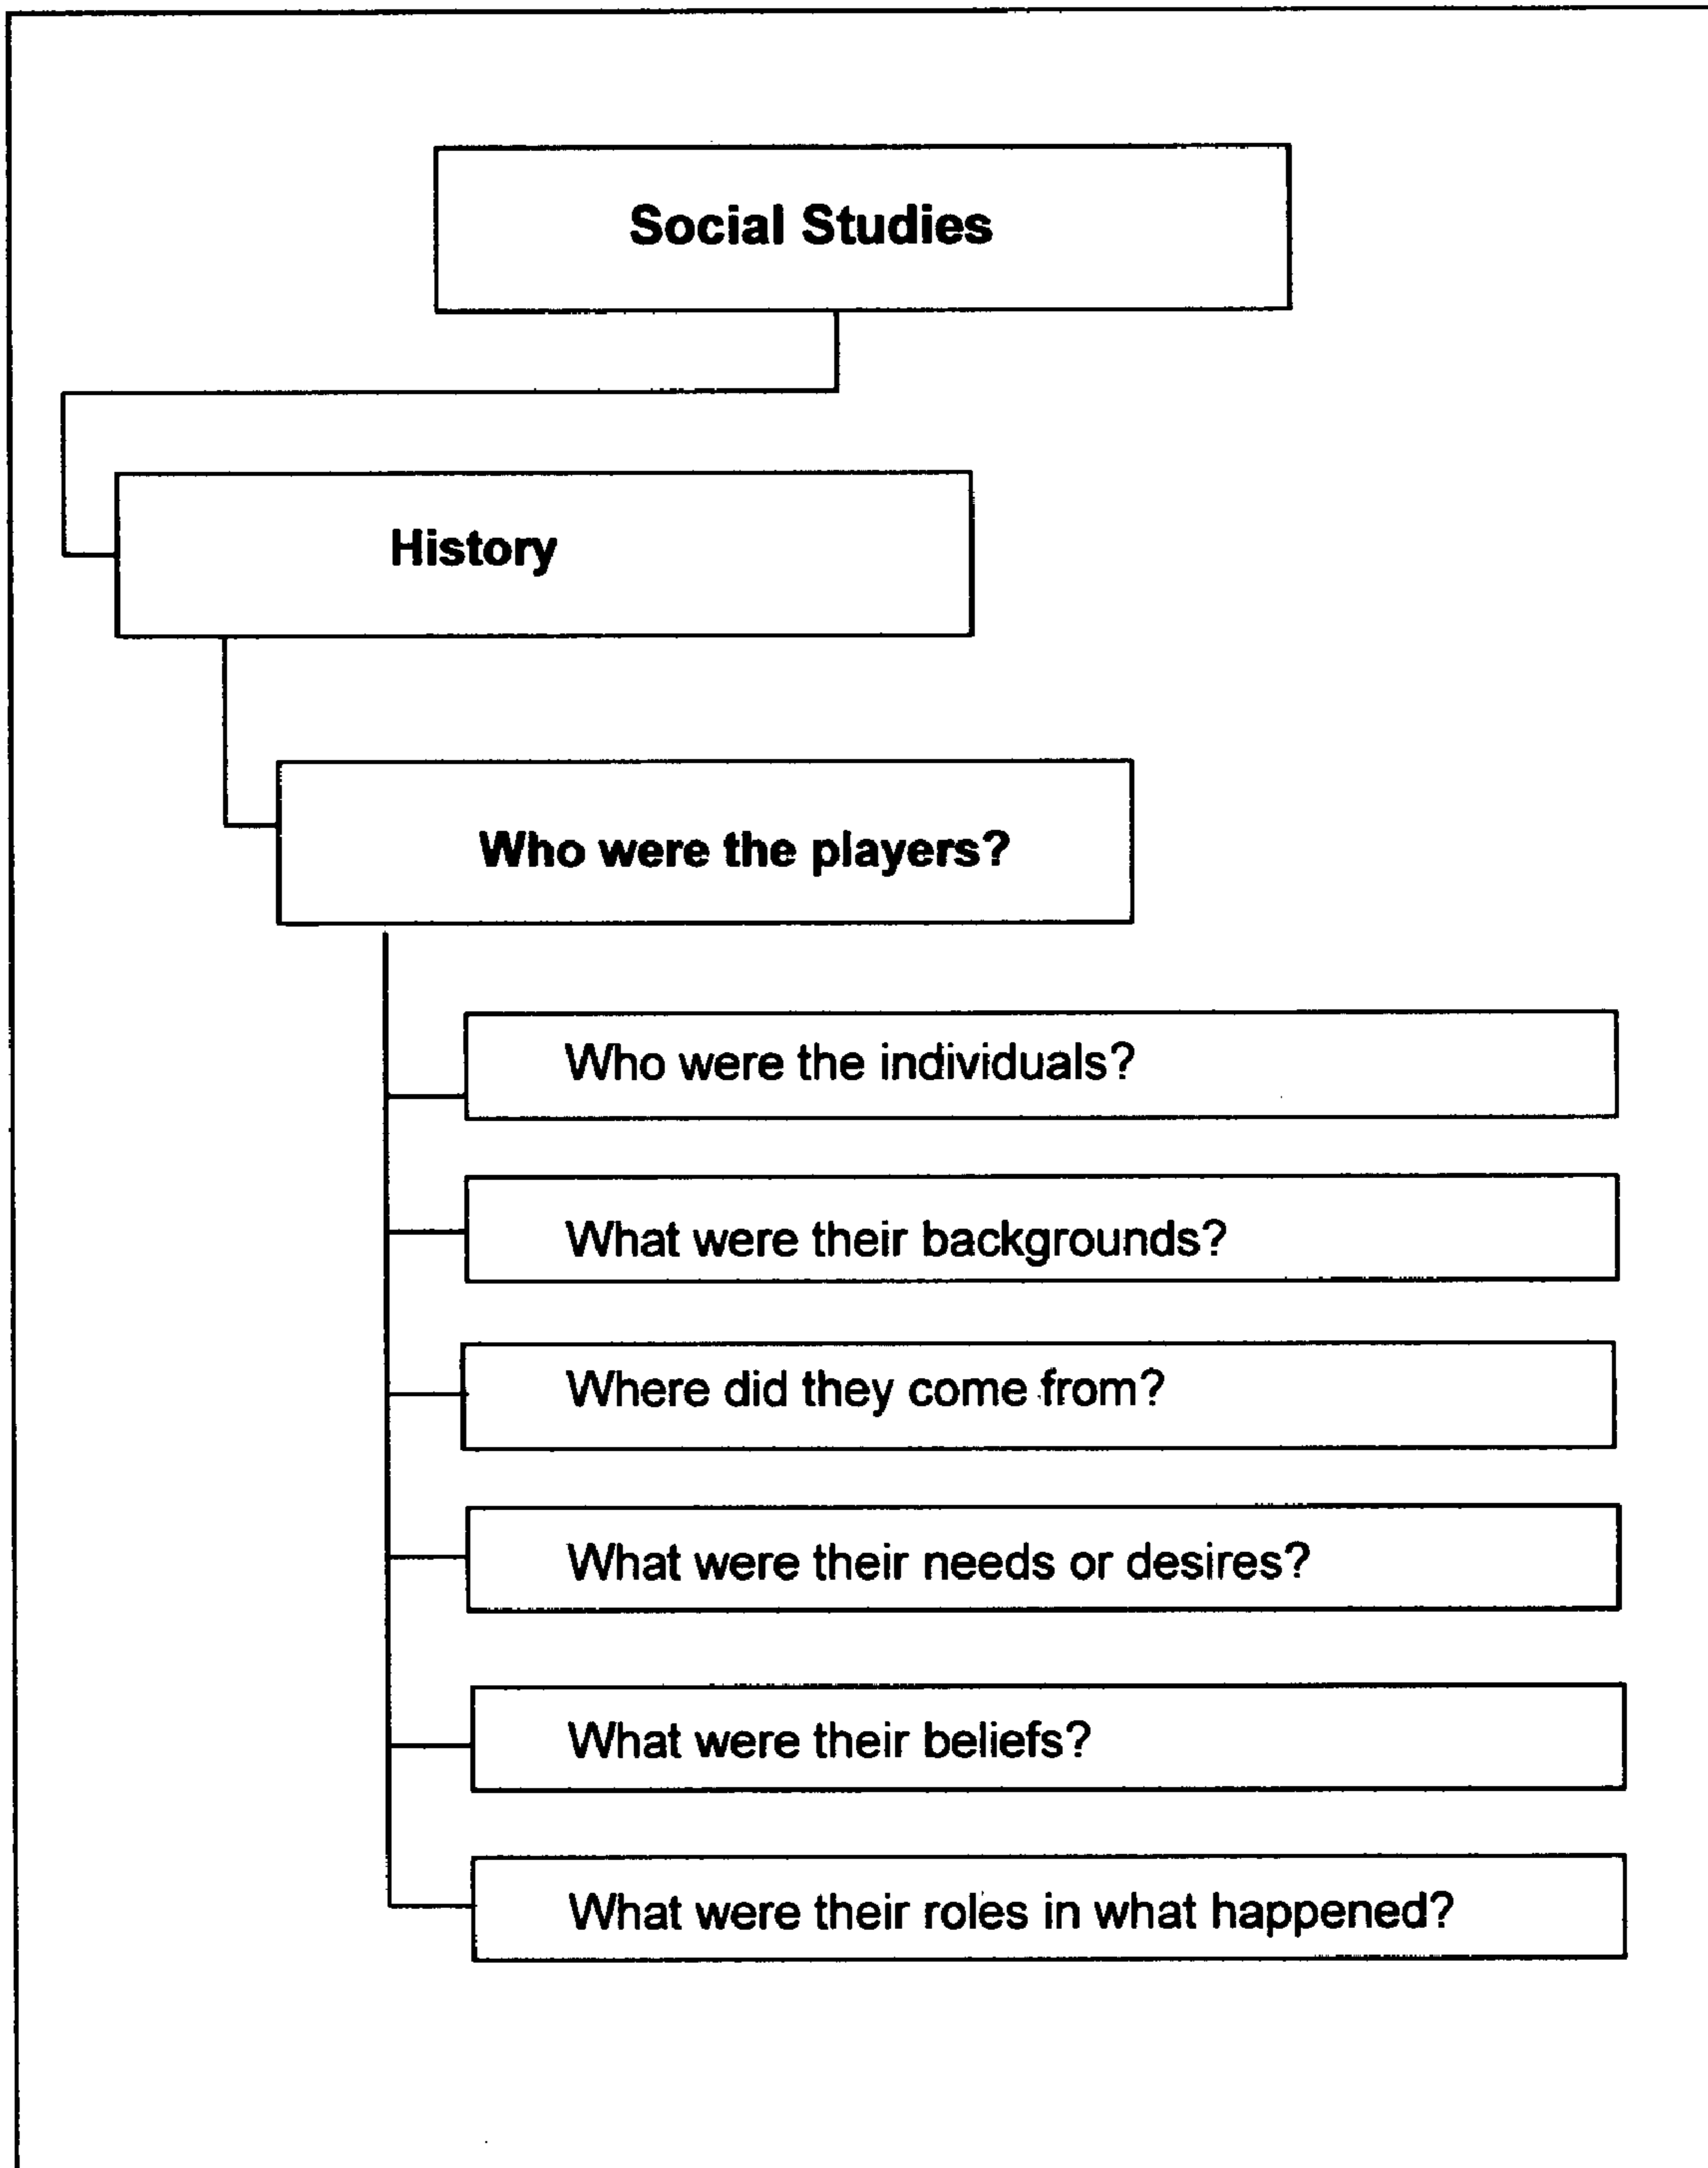 Social Studies
History
Who were the players?
Who were the individuals?
What were their backgrounds?
Where did they come from?
What were their needs or desires?
What were their beliefs?
What were their roles in what happened?